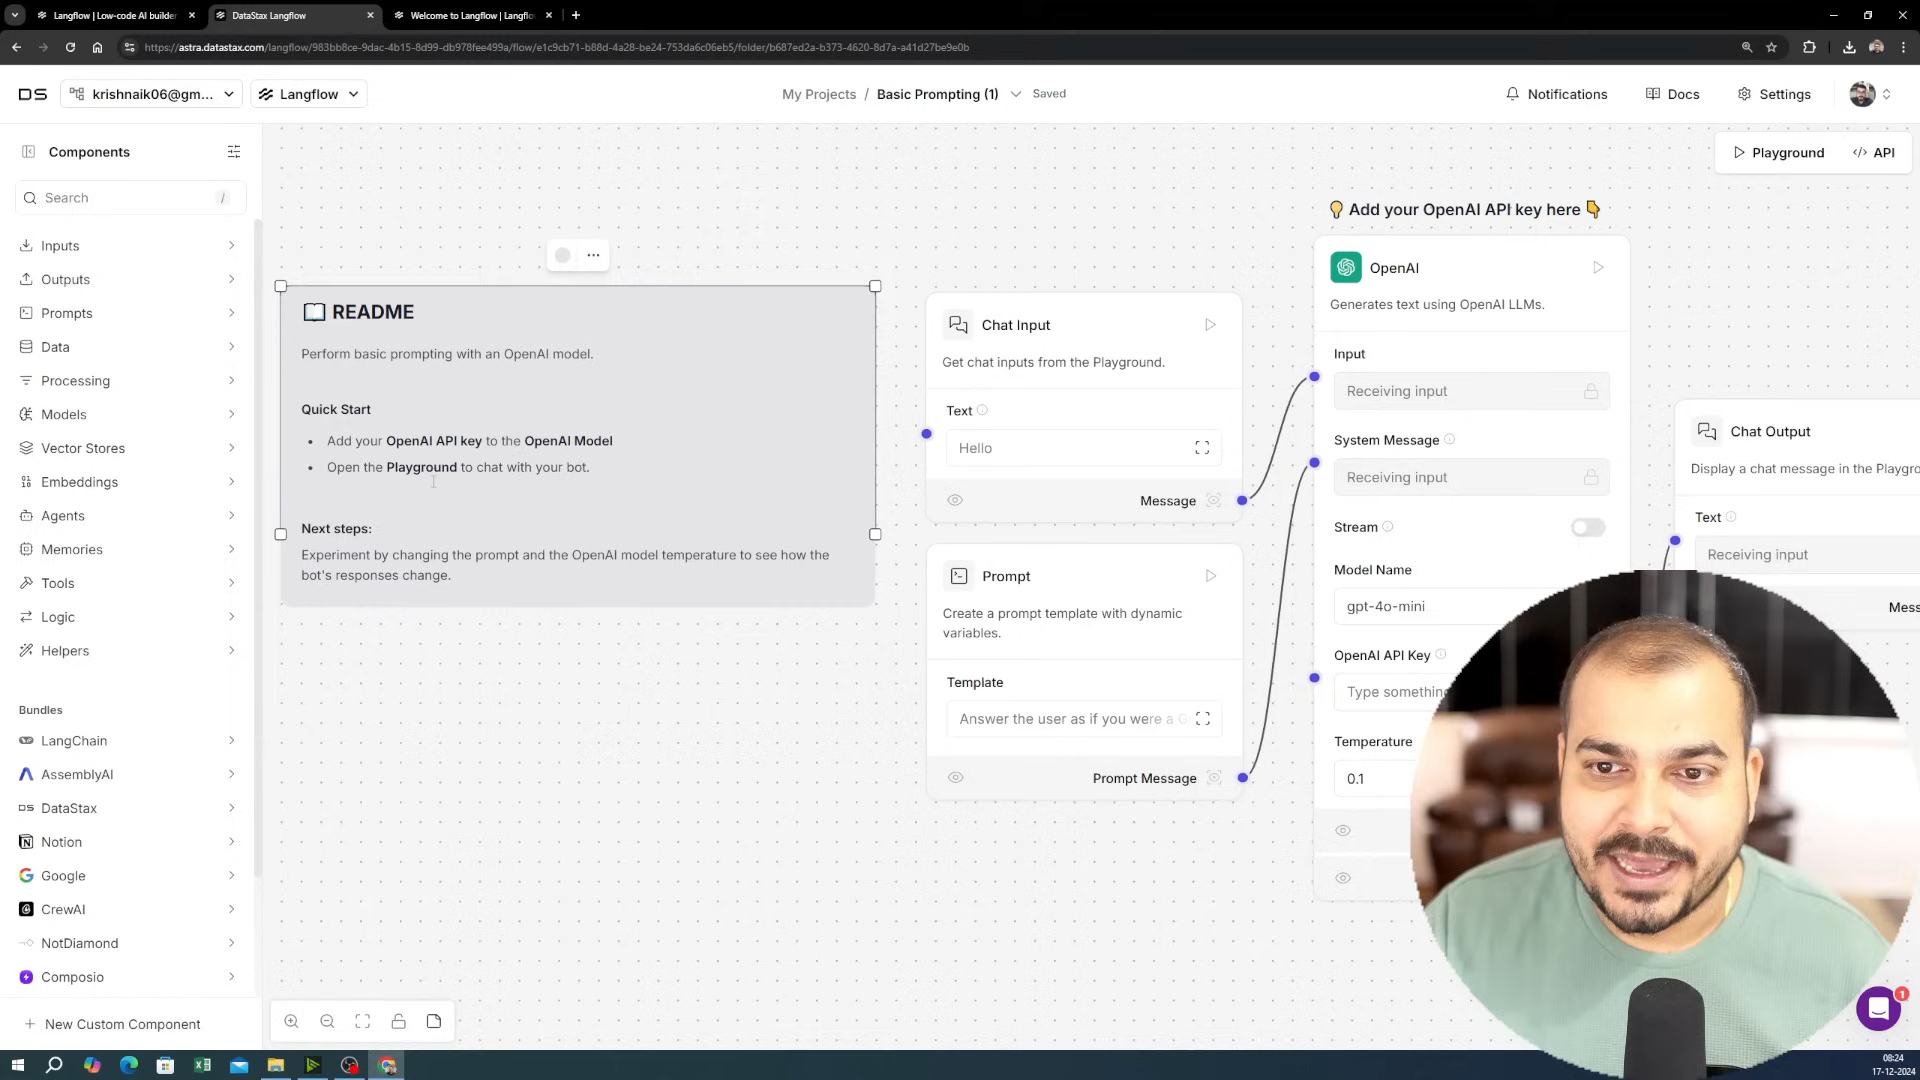 Langflow | Low-code AI builder
DataStax Langflow
Welcome to Langflow | Langflo
https://astra.datastax.com/langflow/983bb8ce-9dac-4b15-8d99-db978fee499a/flow/e1c9cb71-b88d-4a28-be24-753da6c06eb5/folder/b687ed2a-b373-4620-8d7a-a41d27be9e0b
DS krishnaik06@gm... Langflow
My Projects / Basic Prompting (1) Saved
Notifications Docs Settings
Components
Search /
Inputs
Outputs
Prompts
Data
Processing
Models
Vector Stores
Embeddings
Agents
Memories
Tools
Logic
Helpers
Bundles
LangChain
AssemblyAI
DS DataStax
Notion
Google
CrewAI
NotDiamond
Composio
+ New Custom Component
Playground </> API
📖 README
Perform basic prompting with an OpenAI model.
Quick Start
• Add your OpenAI API key to the OpenAI Model
• Open the Playground to chat with your bot.
Next steps:
Experiment by changing the prompt and the OpenAI model temperature to see how the
bot's responses change.
Chat Input
Get chat inputs from the Playground.
Text
Hello
Message
Prompt
Create a prompt template with dynamic
variables.
Template
Answer the user as if you were a
Prompt Message
💡 Add your OpenAI API key here 👇
OpenAI
Generates text using OpenAI LLMs.
Input
Receiving input
System Message
Receiving input
Stream
Model Name
gpt-4o-mini
OpenAI API Key
Type something
Temperature
0.1
Chat Output
Display a chat message in the Playgro
Text
Receiving input
Mess
1
08:24
17-12-2024